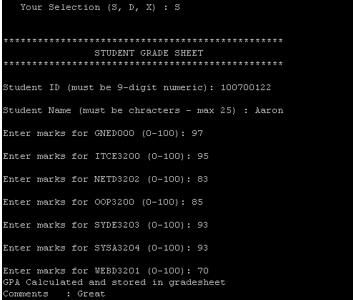 Your Selection (S, D, X) : S
*************************************************
STUDENT GRADE SHEET
*************************************************
Student ID (must be 9-digit numeric): 100700122
Student Name (must be chracters - max 25) : Aaron
Enter marks for GNED000 (0-100): 97
Enter marks for ITCE3200 (0-100): 95
Enter marks for NETD3202 (0-100): 83
Enter marks for OOP3200 (0-100): 85
Enter marks for SYDE3203 (0-100): 93
Enter marks for SYSA3204 (0-100): 93
Enter marks for WEBD3201 (0-100): 70
GPA Calculated and stored in gradesheet
Comments : Great